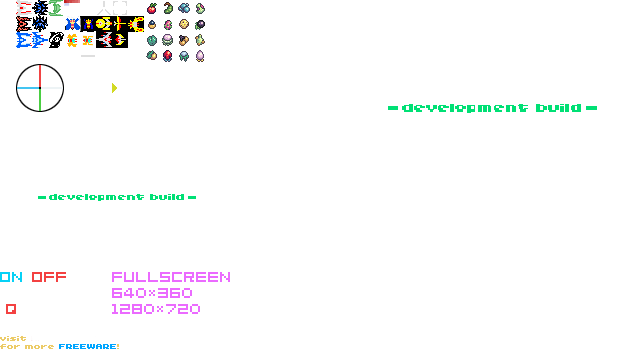 -development build-
-development build-
ON OFF FULLSCREEN
640×360
Q 1280×720
visit
for more FREEWARE!